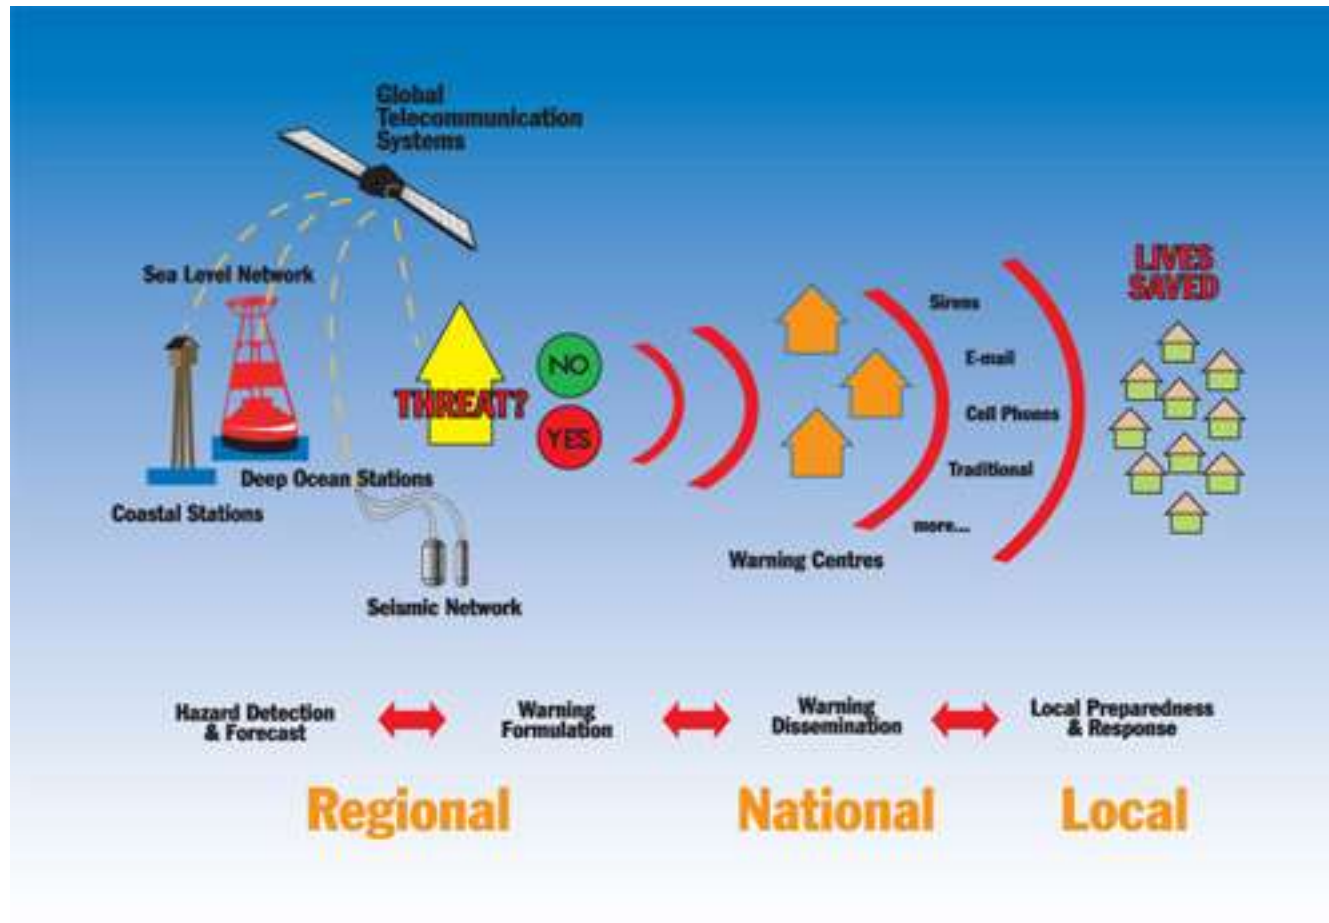 Global
Telecommunication
Systems
Sea Level Network
LIVES
SAVED
Sirens
E-mail
Cell Phones
Traditional
more...
THREAT?
NO
YES
Deep Ocean Stations
Coastal Stations
Warning Centres
Seismic Network
Hazard Detection
& Forecast
Warning
Formulation
Warning
Dissemination
Local Preparedness
& Response
Regional
National
Local